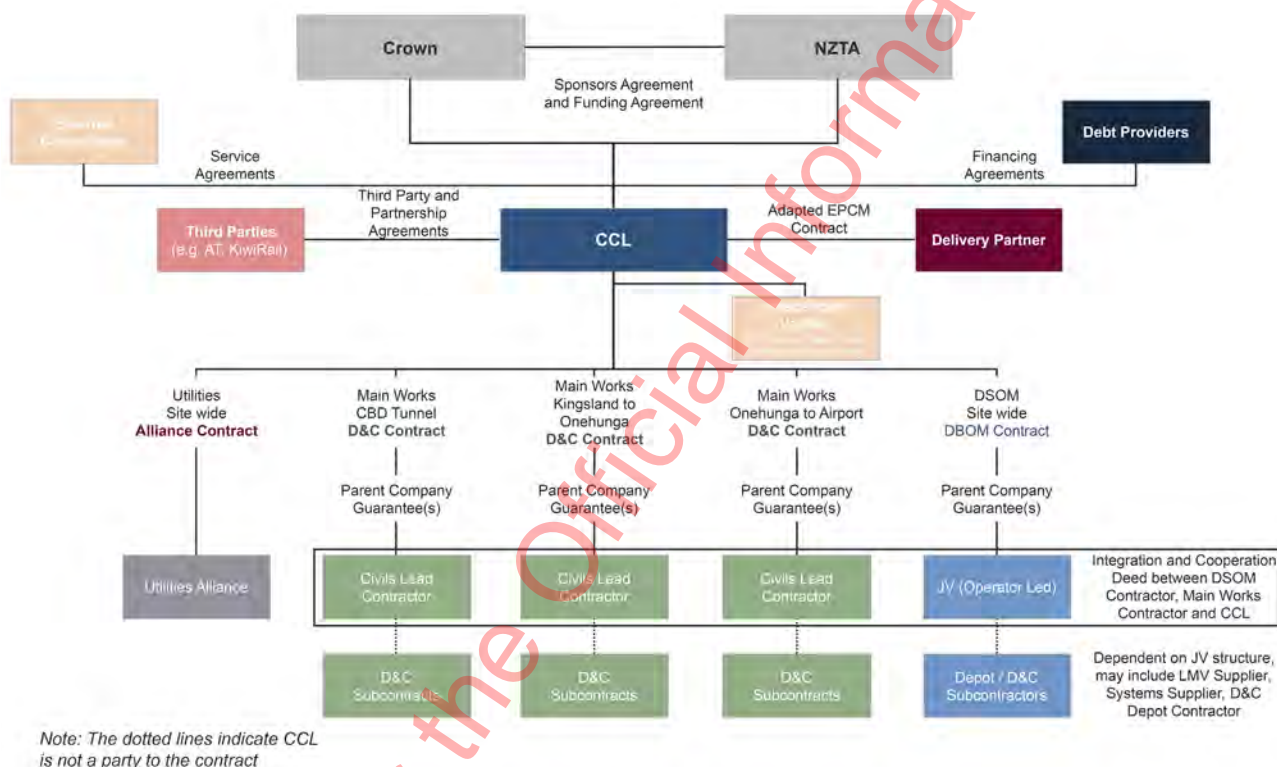 Crown
NZTA
Sponsors Agreement
and Funding Agreement
Debt Providers
Service
Agreements
Financing
Agreements
Third Party and
Partnership
Agreements
Third Parties
(e.g. AT, KiwiRail)
CCL
Adapted EPCM
Contract
Delivery Partner
Utilities
Site wide
Alliance Contract
Main Works
CBD Tunnel
D&C Contract
Main Works
Kingsland to
Onehunga
D&C Contract
Main Works
Onehunga to Airport
D&C Contract
DSOM
Site wide
DBOM Contract
Parent Company
Guarantee(s)
Parent Company
Guarantee(s)
Parent Company
Guarantee(s)
Parent Company
Guarantee(s)
Utilities Alliance
Civils Lead
Contractor
Civils Lead
Contractor
Civils Lead
Contractor
JV (Operator Led)
Integration and Cooperation
Deed between DSOM
Contractor, Main Works
Contractor and CCL
D&C
Subcontracts
D&C
Subcontracts
D&C
Subcontracts
Depot / D&C
Subcontractors
Dependent on JV structure,
may include LMV Supplier,
Systems Supplier, D&C
Depot Contractor
Note: The dotted lines indicate CCL
is not a party to the contract
the Official Informa